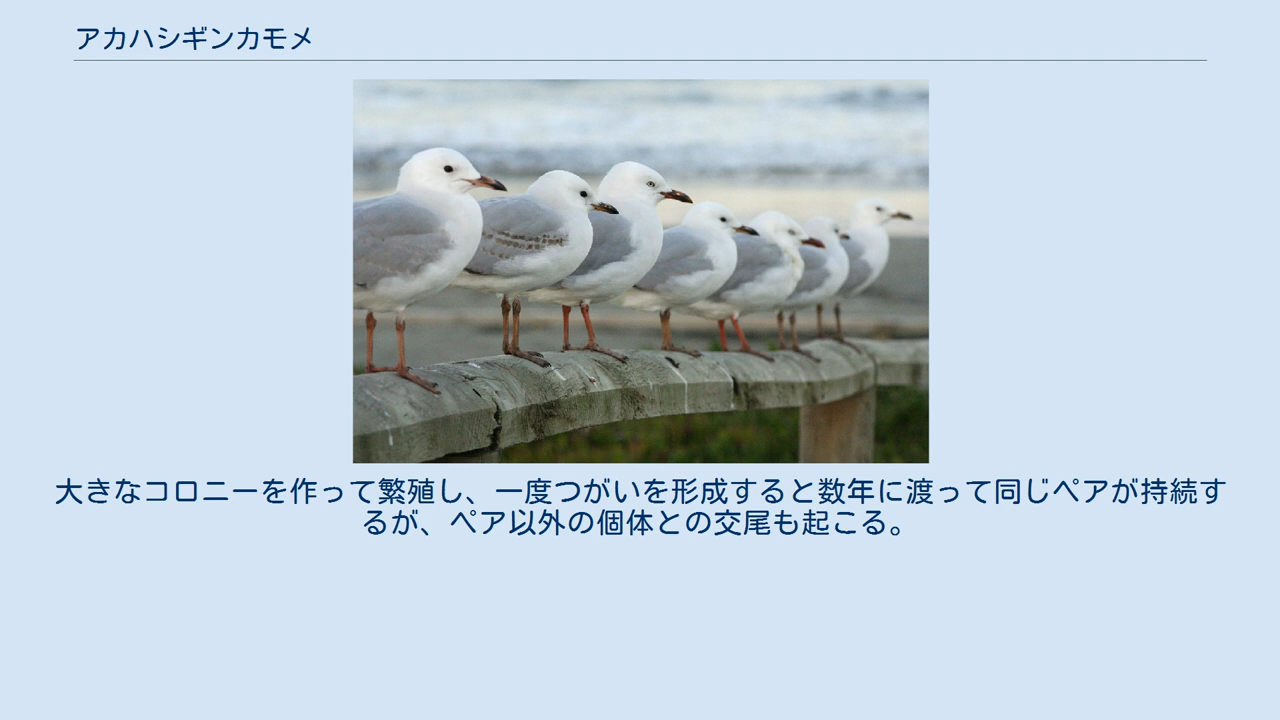 アカハシギンカモメ
大きなコロニーを作って繁殖し、一度つがいを形成すると数年に渡って同じペアが持続す
るが、ペア以外の個体との交尾も起こる。